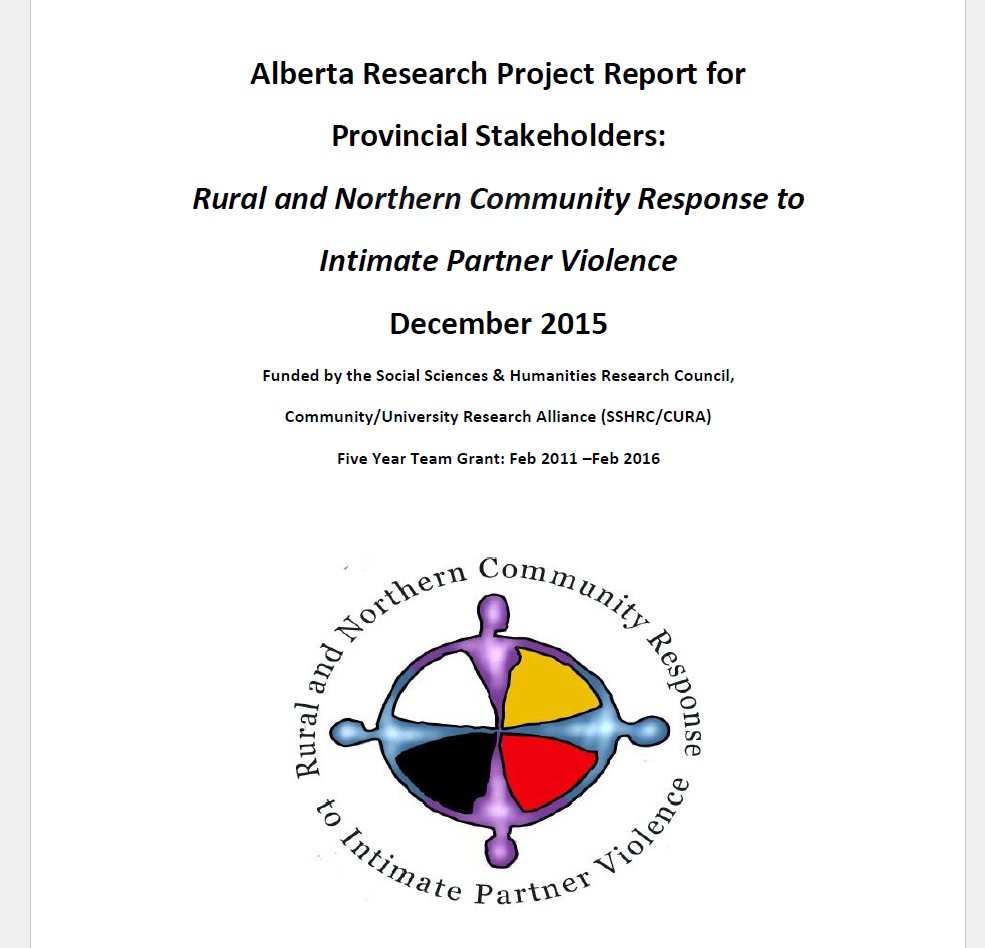 Alberta Research Project Report for
Provincial Stakeholders:
Rural and Northern Community Response to
Intimate Partner Violence
December 2015
Funded by the Social Sciences & Humanities Research Council,
Community/University Research Alliance (SSHRC/CURA)
Five Year Team Grant: Feb 2011 –Feb 2016
Rural and Northern Community Response
to Intimate Partner Violence